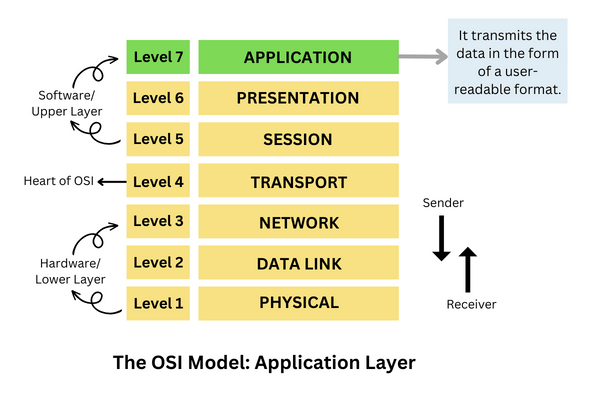 It transmits the
data in the form
of a user-
readable format.
Level 7 APPLICATION
Level 6 PRESENTATION
Software/
Upper Layer
Level 5 SESSION
Heart of OSI Level 4 TRANSPORT
Level 3 NETWORK
Hardware/
Lower Layer
Level 2 DATA LINK
Level 1 PHYSICAL
Sender
Receiver
The OSI Model: Application Layer